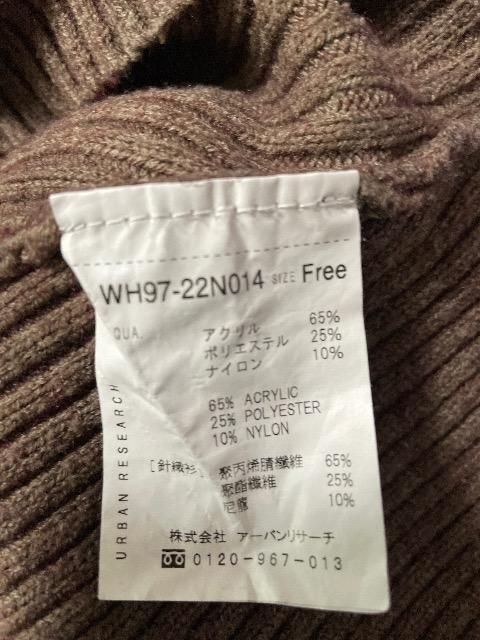 WH97-22N014 SIZE Free
QUA. アクリル 65%
ポリエステル 25%
ナイロン 10%
65% ACRYLIC
25% POLYESTER
10% NYLON
[針織衫] 聚丙烯腈纖維 65%
聚酯纖維 25%
尼龍 10%
URBAN RESEARCH
株式会社 アーバンリサーチ
0120-967-013